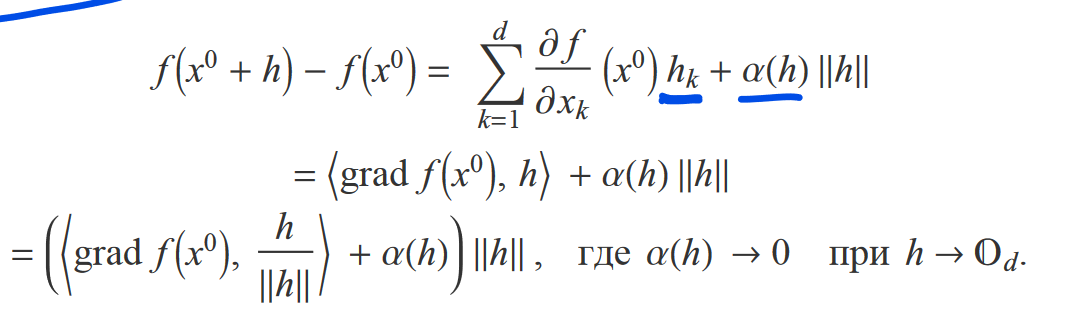 f(x⁰ + h) − f(x⁰) = ∑_{k=1}^{d} ∂f/∂x_k (x⁰) h_k + α(h) ||h||
= ⟨grad f(x⁰), h⟩ + α(h) ||h||
= (⟨grad f(x⁰), h/||h||⟩ + α(h)) ||h||, где α(h) → 0 при h → 𝕆_d.